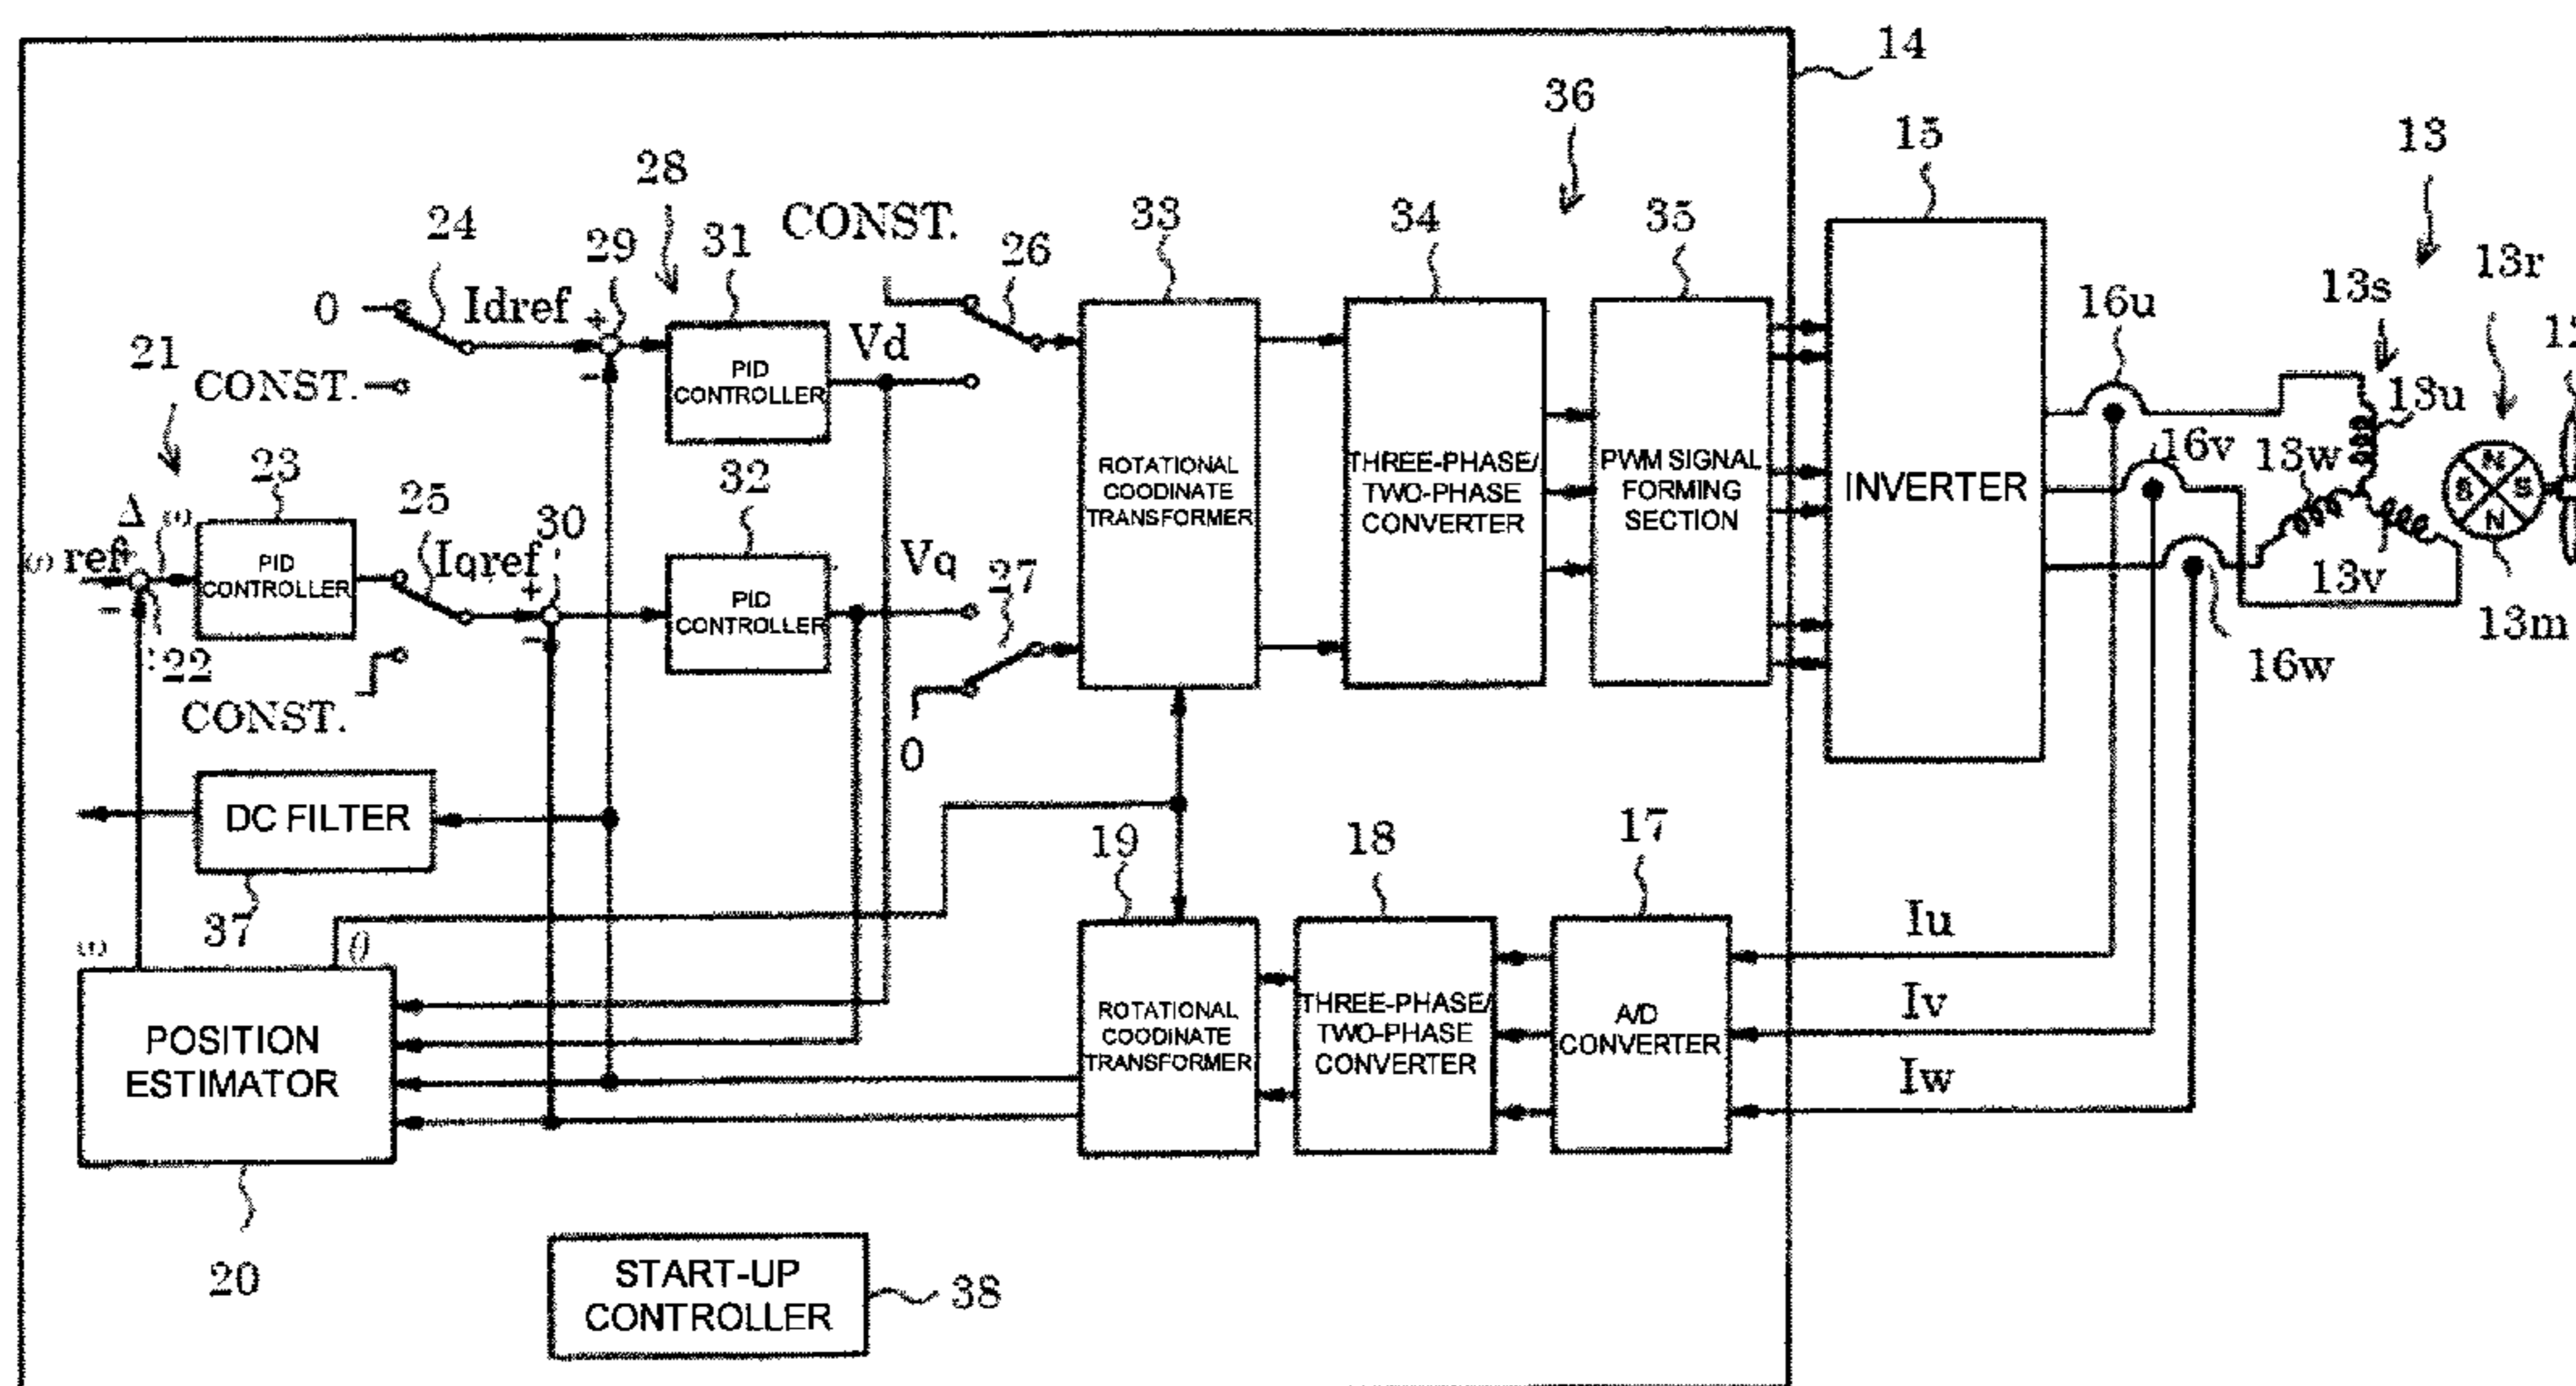 14
36
15
13
28
33
34
35
24
CONST.
26
13r
29
31
13s
16u
12
0
Idref
+
-
Vd
21
CONST.
PID
CONTROLLER
13u
16v
13w
23
25
30
32
ROTATIONAL
COODINATE
TRANSFORMER
THREE-PHASE/
TWO-PHASE
CONVERTER
PWM SIGNAL
FORMING
SECTION
INVERTER
N
S
S
N
Δω
ω ref
+
-
PID
CONTROLLER
Iqref
+
-
PID
CONTROLLER
Vq
27
13v
13m
22
16w
CONST.
0
DC FILTER
19
18
17
37
ω
θ
Iu
POSITION
ESTIMATOR
ROTATIONAL
COODINATE
TRANSFORMER
THREE-PHASE/
TWO-PHASE
CONVERTER
A/D
CONVERTER
Iv
Iw
20
START-UP
CONTROLLER
38